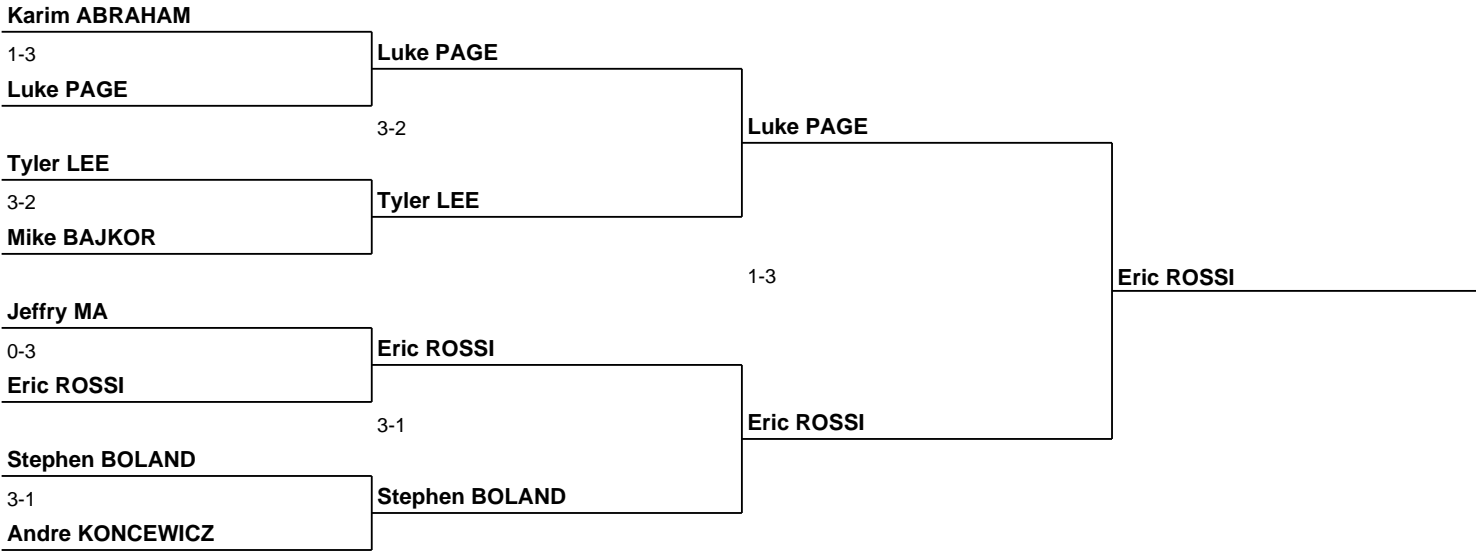 Karim ABRAHAM
1-3
Luke PAGE
Luke PAGE
3-2
Luke PAGE
Tyler LEE
3-2
Tyler LEE
Mike BAJKOR
1-3
Eric ROSSI
Jeffry MA
0-3
Eric ROSSI
Eric ROSSI
3-1
Eric ROSSI
Stephen BOLAND
3-1
Stephen BOLAND
Andre KONCEWICZ